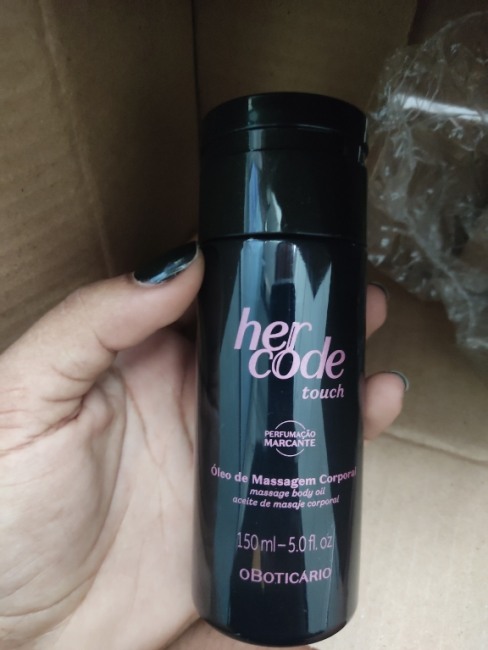 her
code
touch
PERFUMAÇÃO
MARCANTE
Óleo de Massagem Corporal
massage body oil
aceite de masaje corporal
150 ml – 5.0 fl. oz
oBOTICÁRIO